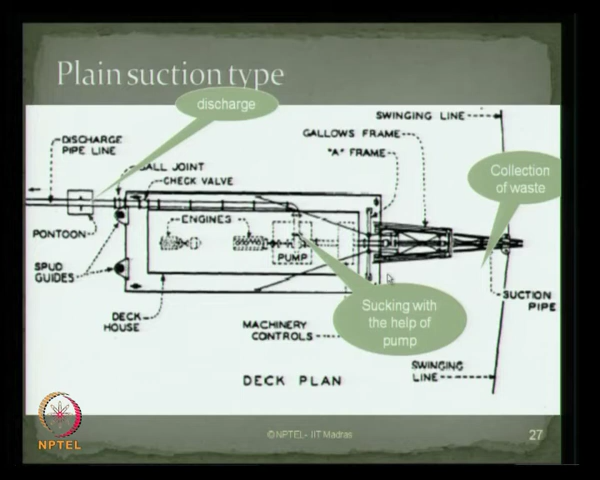 Plain suction type
discharge
SWINGING LINE
GALLOWS FRAME
"A" FRAME
DISCHARGE
PIPE LINE
BALL JOINT
CHECK VALVE
Collection
of waste
ENGINES
PONTOON
PUMP
SPUD
GUIDES
SUCTION
PIPE
Sucking with
the help of
pump
DECK
HOUSE
MACHINERY
CONTROLS
SWINGING
LINE
DECK PLAN
NPTEL
©NPTEL- IIT Madras
27